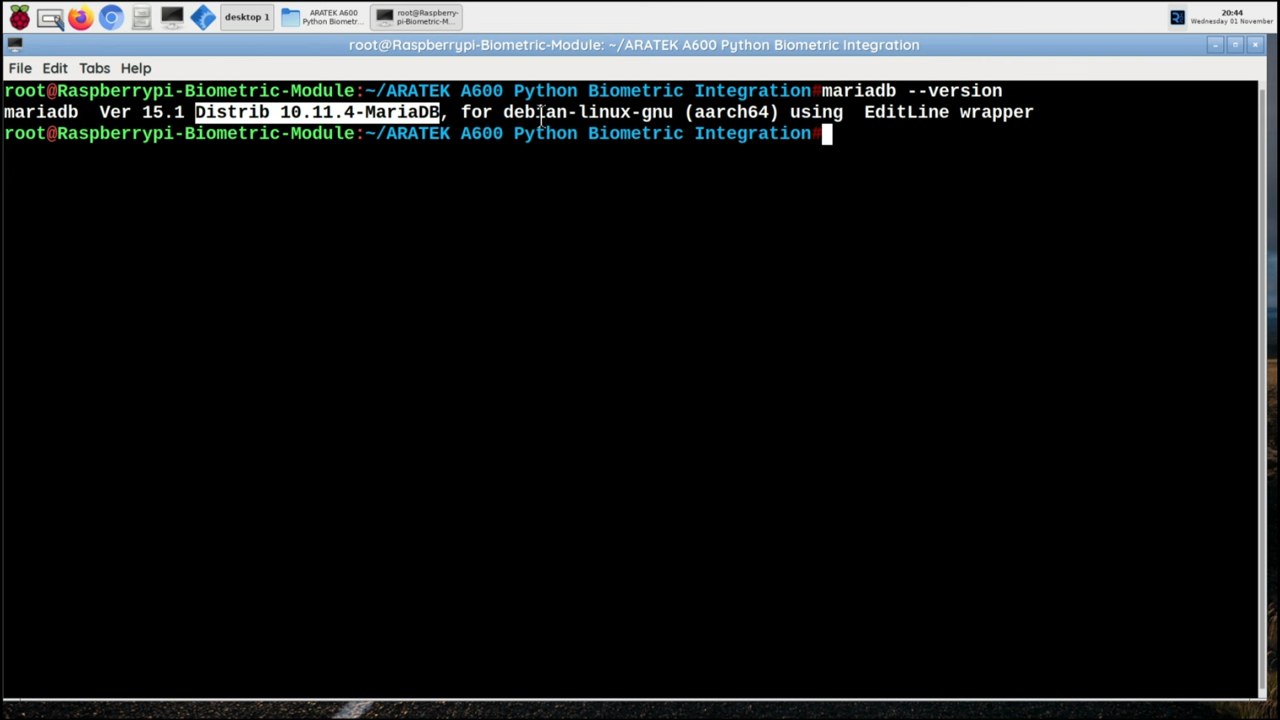 desktop 1
ARATEK A600
Python Biometr...
root@Raspberry-
pi-Biometric-M...
20:44
Wednesday 01 November
root@Raspberrypi-Biometric-Module: ~/ARATEK A600 Python Biometric Integration
File Edit Tabs Help
root@Raspberrypi-Biometric-Module:~/ARATEK A600 Python Biometric Integration#mariadb --version
mariadb  Ver 15.1 Distrib 10.11.4-MariaDB, for debian-linux-gnu (aarch64) using  EditLine wrapper
root@Raspberrypi-Biometric-Module:~/ARATEK A600 Python Biometric Integration#